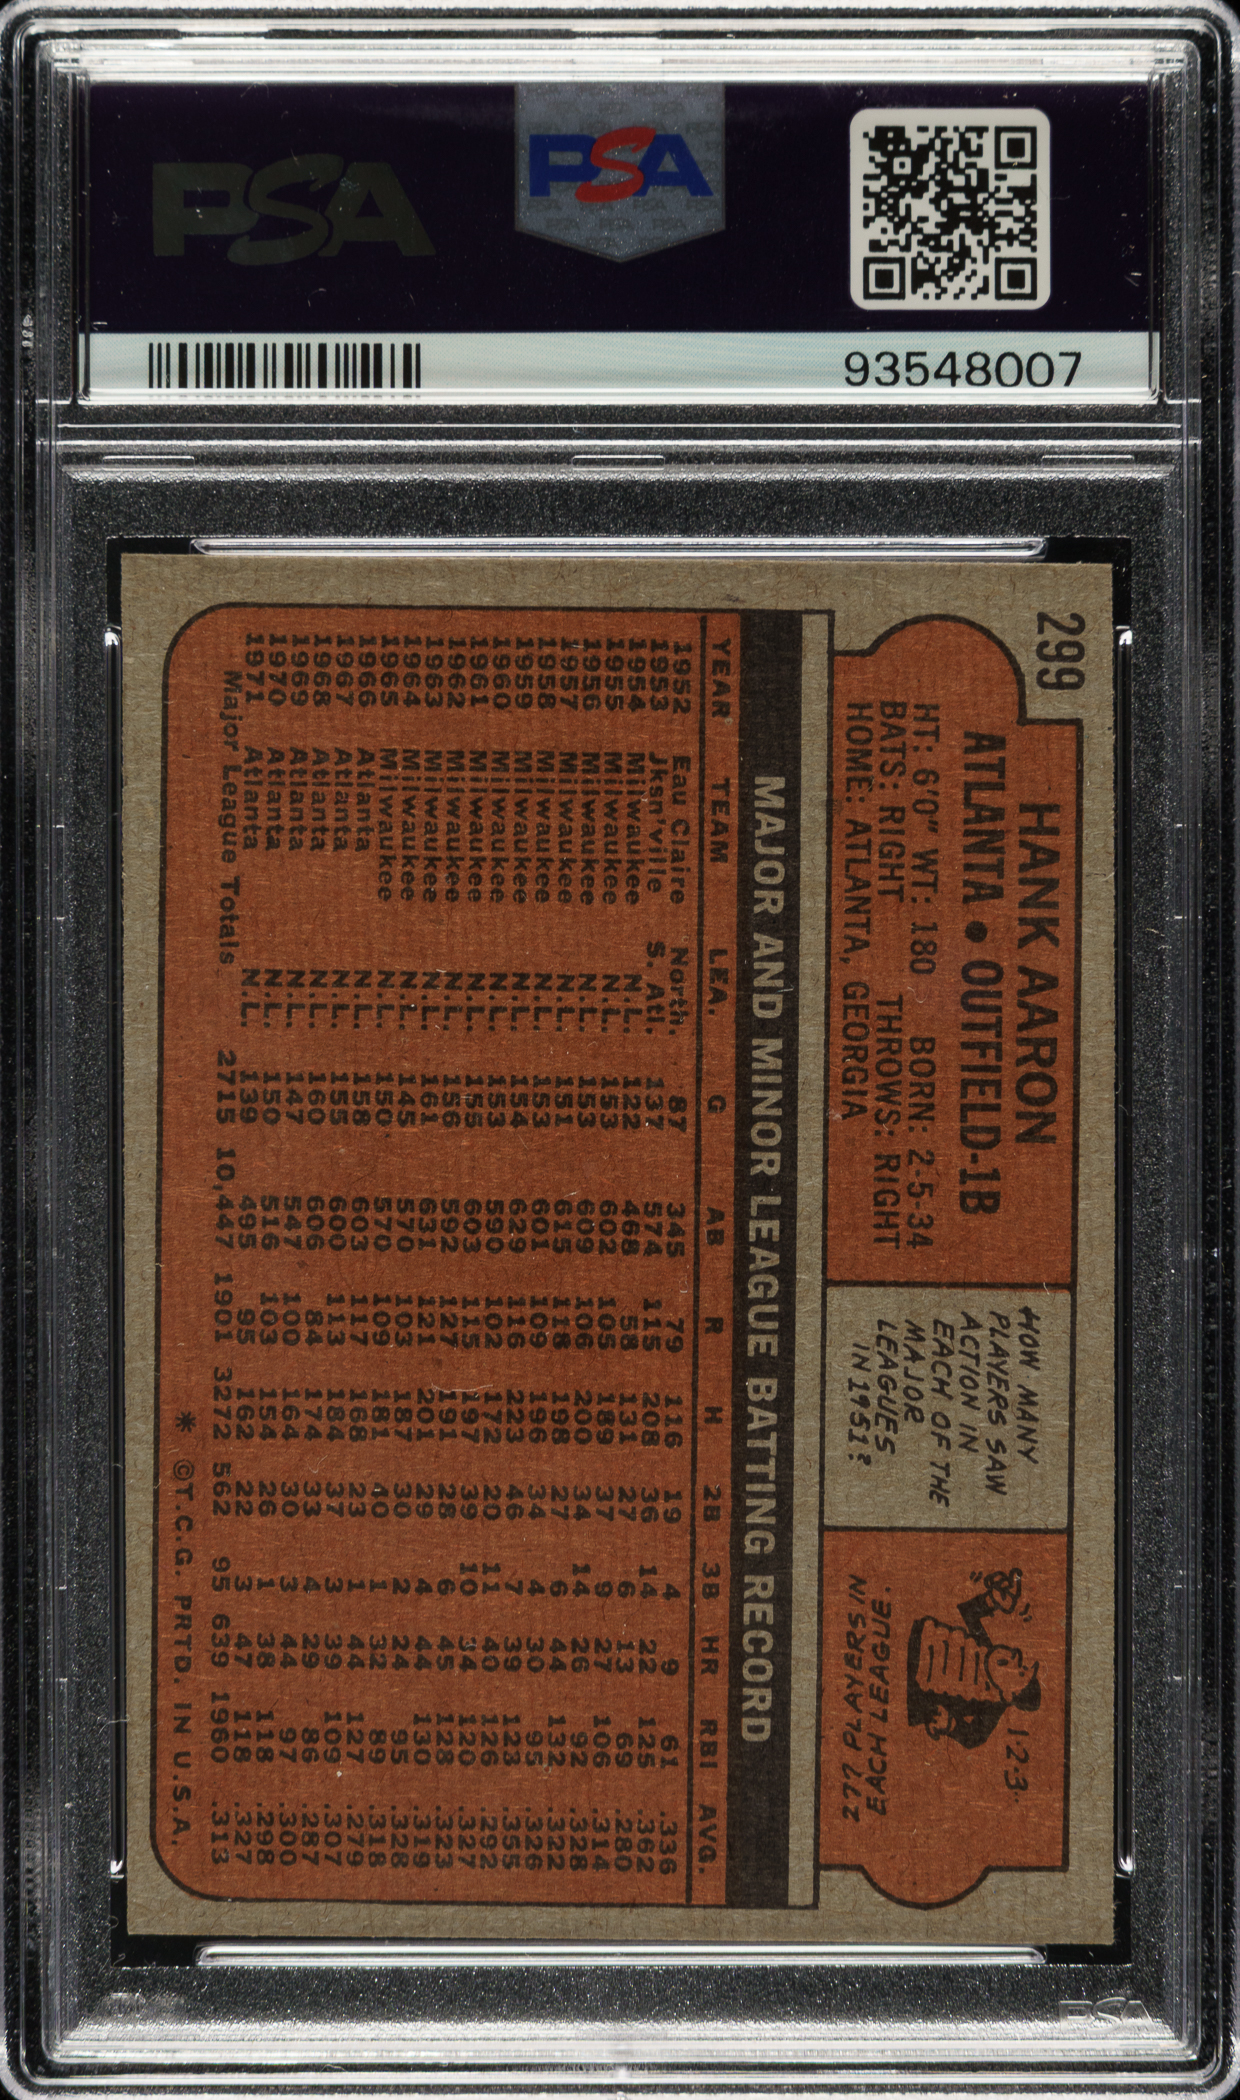 PSA
PSA
93548007
299
HANK AARON
ATLANTA • OUTFIELD-1B
HT: 6'0" WT: 180 BORN: 2-5-34
BATS: RIGHT THROWS: RIGHT
HOME: ATLANTA, GEORGIA
HOW MANY
PLAYERS SAW
ACTION IN
EACH OF THE
MAJOR
LEAGUES
IN 1951?
1-2-3..
277 PLAYERS IN
EACH LEAGUE.
MAJOR AND MINOR LEAGUE BATTING RECORD
YEAR TEAM LEA. G AB R H 2B 3B HR RBI AVG.
1952 Eau Claire North. 87 345 79 116 19 4 9 61 .336
1953 Jksn'ville S. Atl. 137 574 115 208 36 14 22 125 .362
1954 Milwaukee N.L. 122 468 58 131 27 6 13 69 .280
1955 Milwaukee N.L. 153 602 105 189 37 9 27 106 .314
1956 Milwaukee N.L. 153 609 106 200 34 14 26 92 .328
1957 Milwaukee N.L. 151 615 118 198 27 6 44 132 .322
1958 Milwaukee N.L. 153 601 109 196 34 4 30 95 .326
1959 Milwaukee N.L. 154 629 116 223 46 7 39 123 .355
1960 Milwaukee N.L. 153 590 102 172 20 11 40 126 .292
1961 Milwaukee N.L. 155 603 115 197 39 10 34 120 .327
1962 Milwaukee N.L. 156 592 127 191 28 6 45 128 .323
1963 Milwaukee N.L. 161 631 121 201 29 4 44 130 .319
1964 Milwaukee N.L. 145 570 103 187 30 2 24 95 .328
1965 Milwaukee N.L. 150 570 109 181 40 1 32 89 .318
1966 Atlanta N.L. 158 603 117 168 23 1 44 127 .279
1967 Atlanta N.L. 155 600 113 184 37 3 39 109 .307
1968 Atlanta N.L. 160 606 84 174 33 4 29 86 .287
1969 Atlanta N.L. 147 547 100 164 30 3 44 97 .300
1970 Atlanta N.L. 150 516 103 154 26 1 38 118 .298
1971 Atlanta N.L. 139 495 95 162 22 3 47 118 .327
Major League Totals 2715 10,447 1901 3272 562 95 639 1960 .313
* ©T.C.G. PRTD. IN U.S.A.
PSA